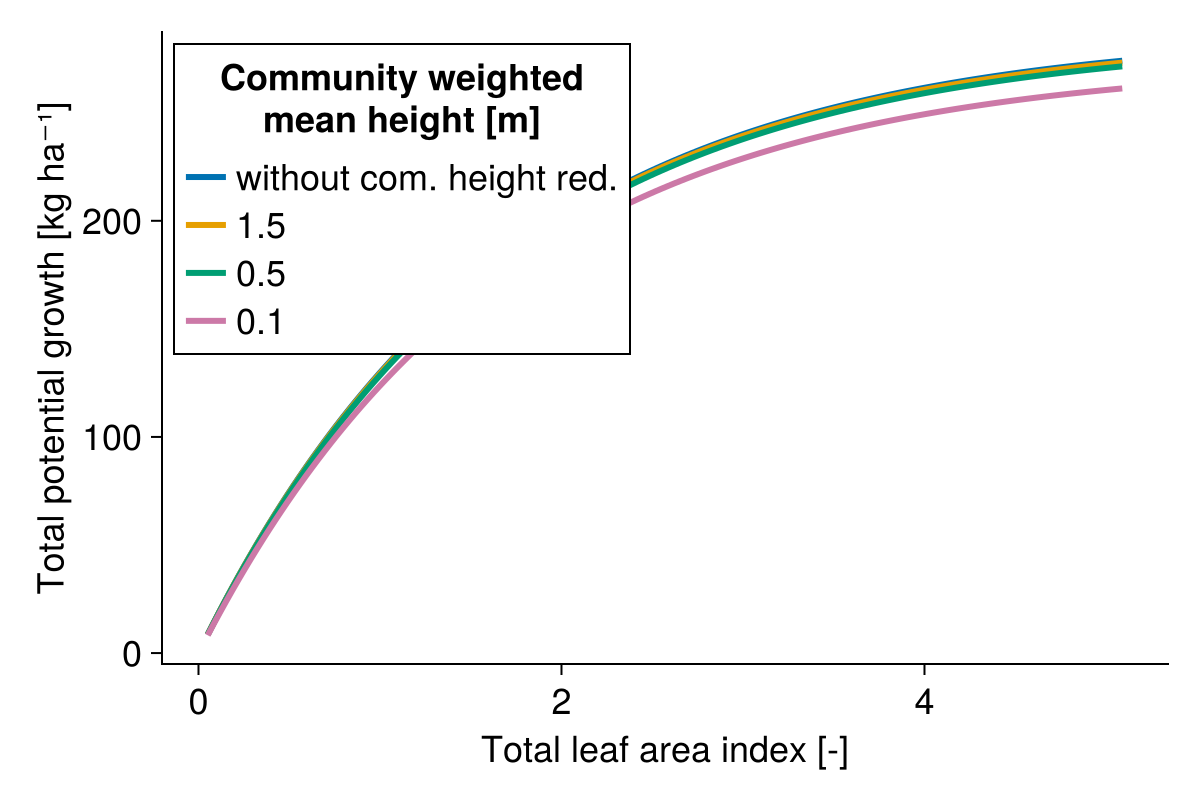 Community weighted
mean height [m]
without com. height red.
1.5
0.5
0.1
Total potential growth [kg ha⁻¹]
200
100
0
0 2 4
Total leaf area index [-]